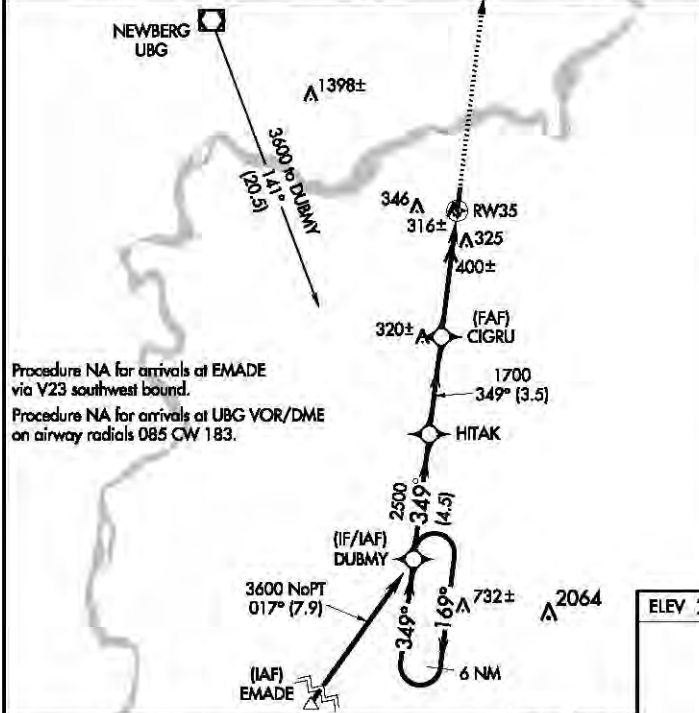 NEWBERG
UBG
1398±
3600 to DUBMY
141°
(20.5)
346
316±
RW35
325
400±
(FAF)
320±
CIGRU
Procedure NA for arrivals at EMADE
via V23 southwest bound.
Procedure NA for arrivals at UBG VOR/DME
on airway radials 085 CW 183.
1700
349° (3.5)
HITAK
2500
349°
(4.5)
(IF/IAF)
DUBMY
3600 NoPT
017° (7.9)
349°
169°
732±
2064
6 NM
(IAF)
EMADE
ELEV